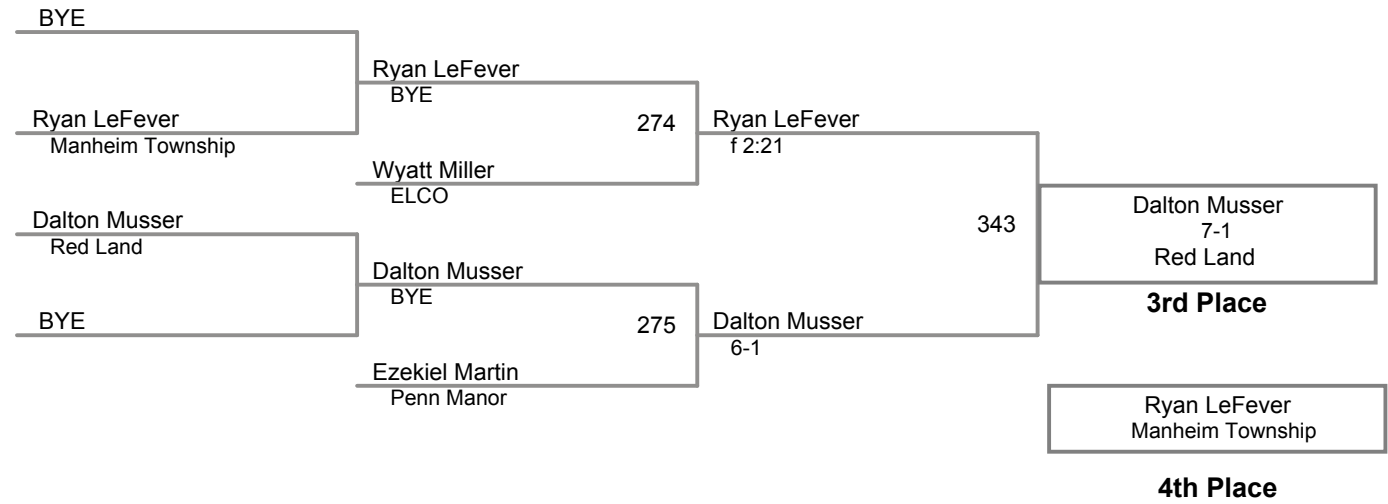 BYE
Ryan LeFever
BYE
Ryan LeFever
Manheim Township
274
Ryan LeFever
f 2:21
Wyatt Miller
ELCO
Dalton Musser
Red Land
343
Dalton Musser
7-1
Red Land
3rd Place
Dalton Musser
BYE
BYE
275
Dalton Musser
6-1
Ezekiel Martin
Penn Manor
Ryan LeFever
Manheim Township
4th Place